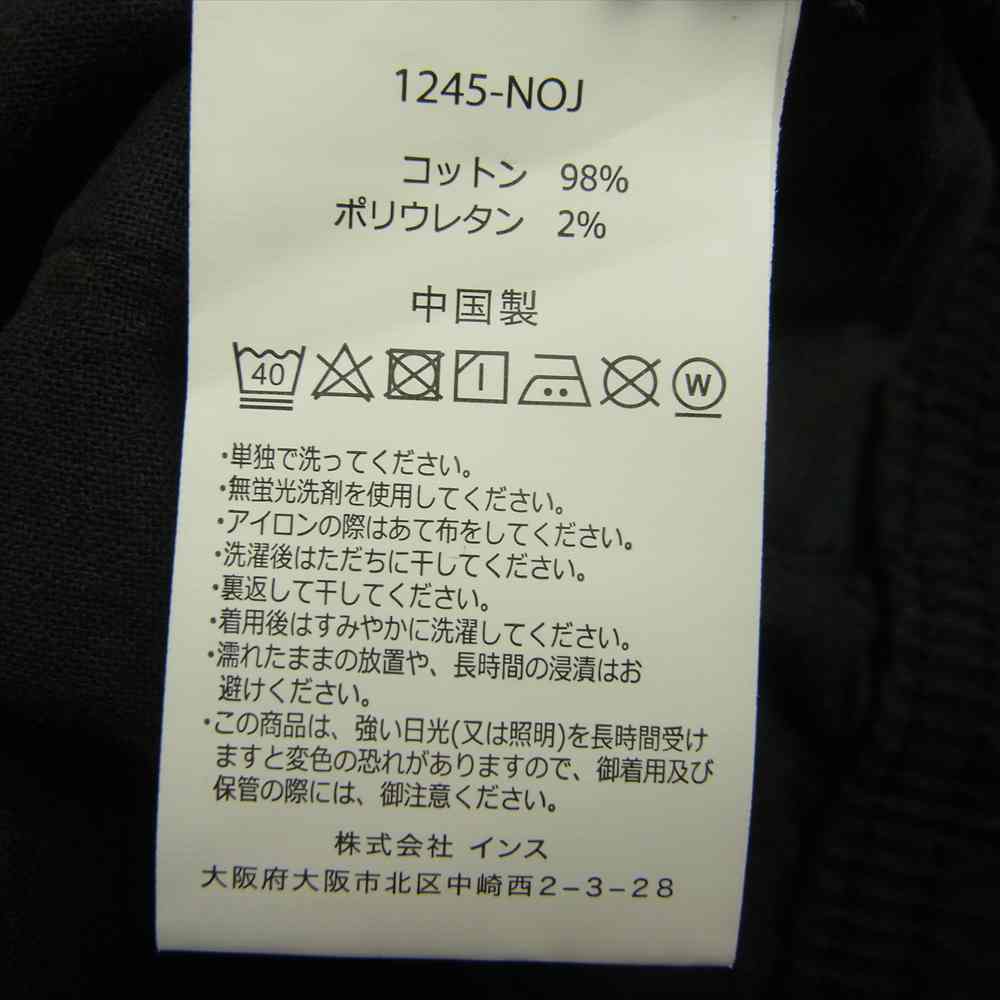 1245-NOJ
コットン 98%
ポリウレタン 2%
中国製
40 W
・単独で洗ってください。
・無蛍光洗剤を使用してください。
・アイロンの際はあて布をしてください。
・洗濯後はただちに干してください。
・裏返して干してください。
・着用後はすみやかに洗濯してください。
・濡れたままの放置や、長時間の浸漬はお
避けください。
・この商品は、強い日光(又は照明)を長時間受け
ますと変色の恐れがありますので、御着用及び
保管の際には、御注意ください。
株式会社 インス
大阪府大阪市北区中崎西2-3-28